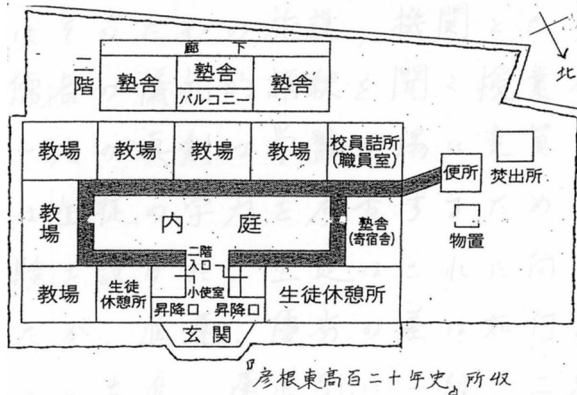 廊下
北
二階
塾舎
塾舎
バルコニー
塾舎
教場
教場
教場
教場
校員詰所
(職員室)
便所
焚出所
教場
内庭
塾舎
(寄宿舎)
物置
二階
入口
教場
生徒
休憩所
小使室
生徒休憩所
昇降口
昇降口
玄関
『彦根東高百二十年史』所収